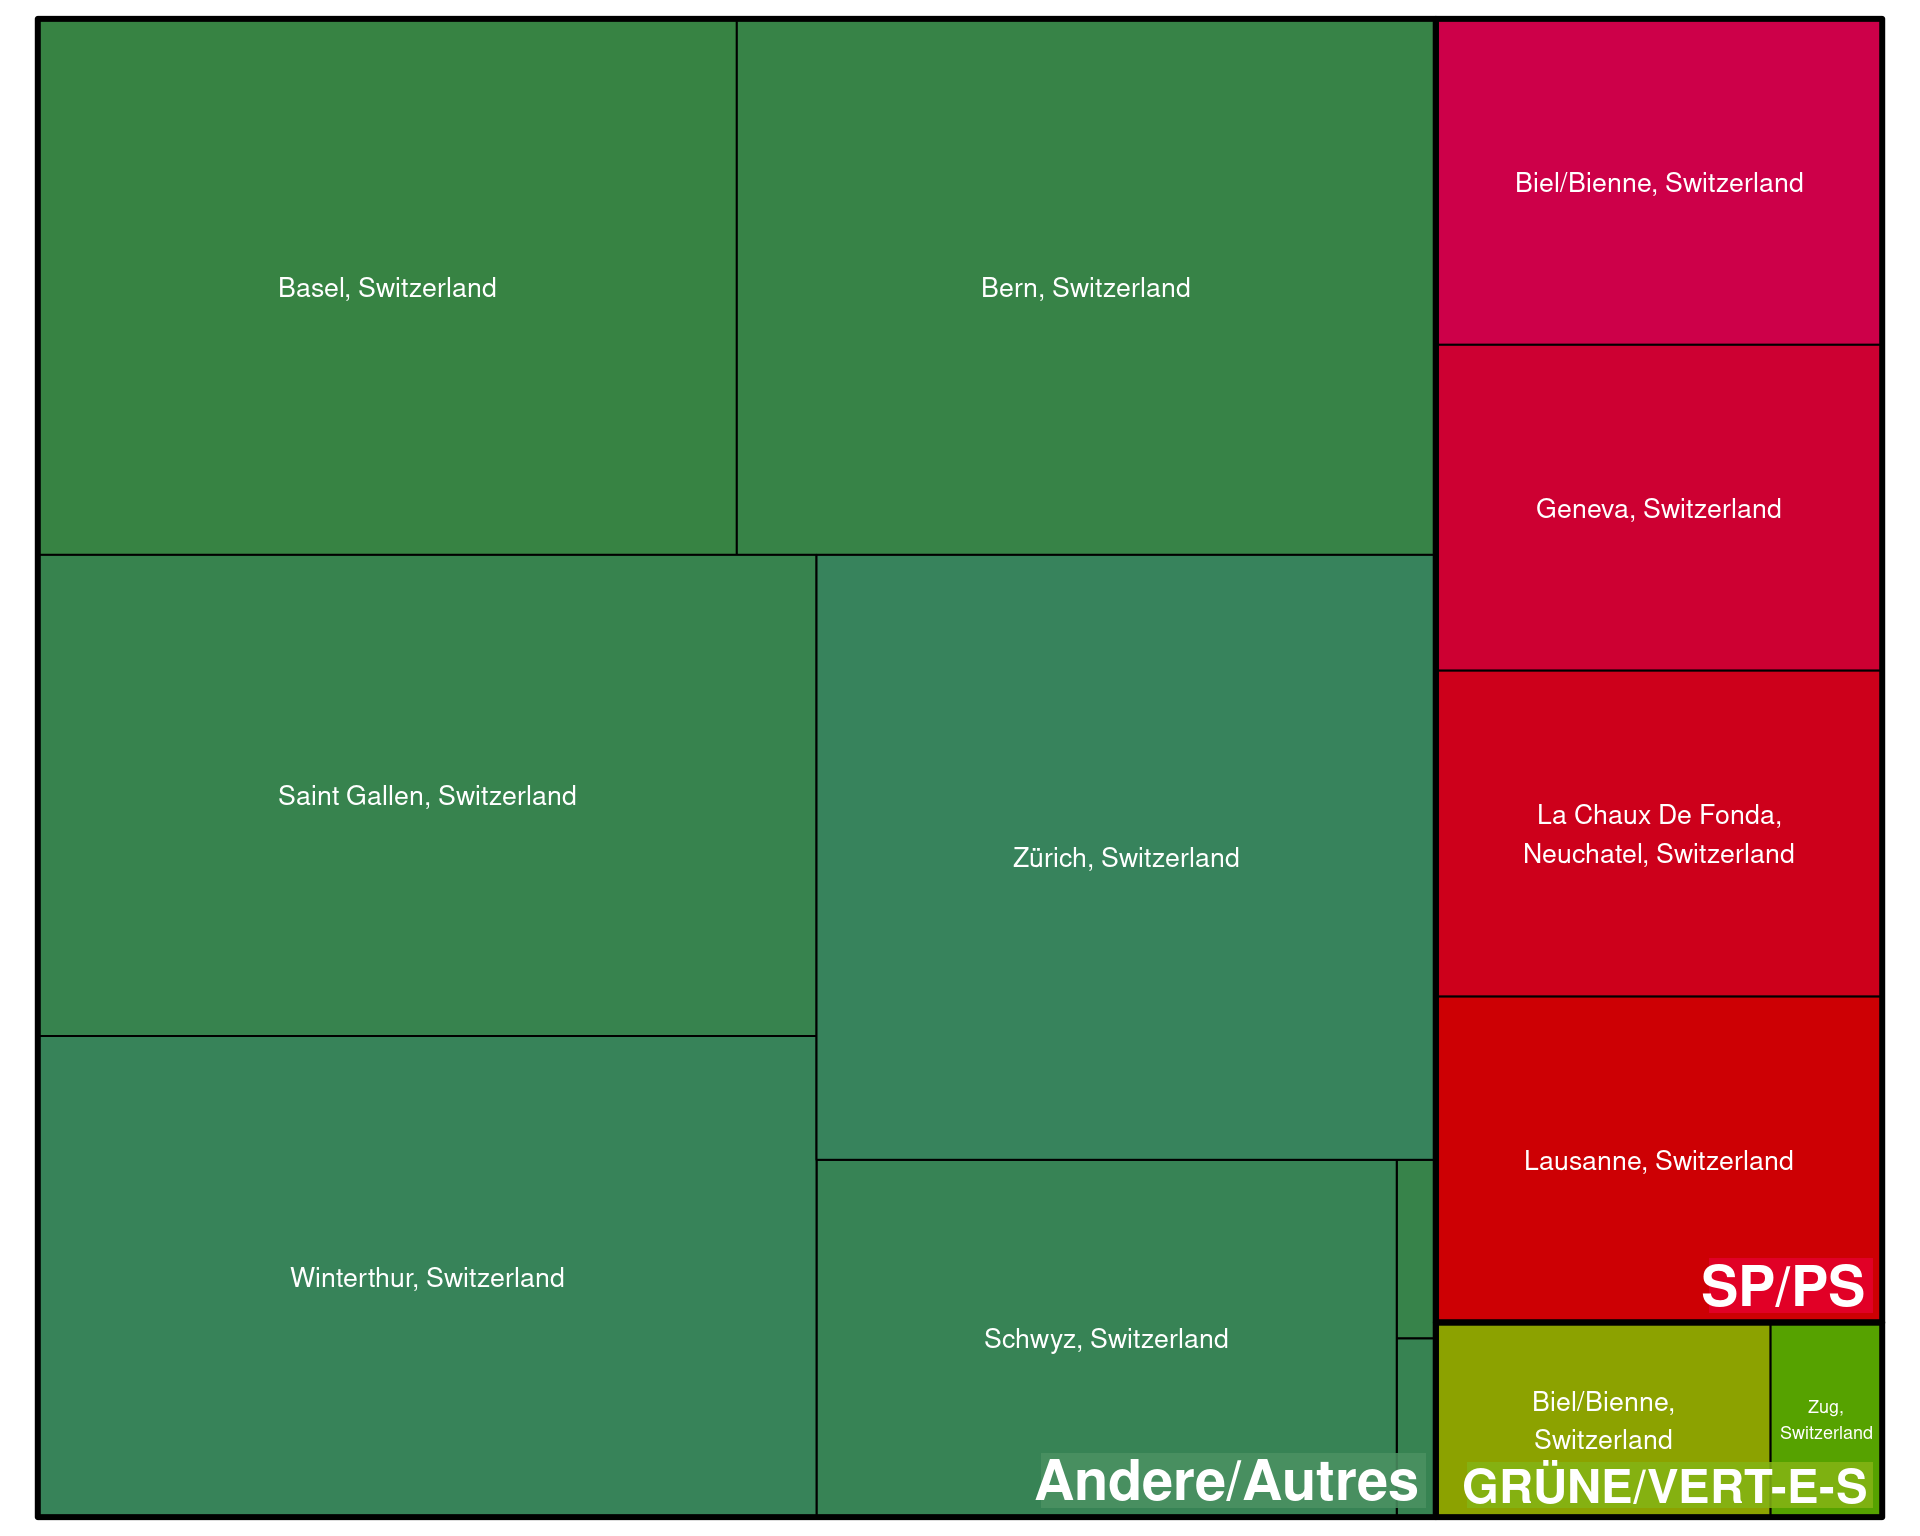 Basel, Switzerland
Bern, Switzerland
Biel/Bienne, Switzerland
Geneva, Switzerland
Saint Gallen, Switzerland
Zürich, Switzerland
La Chaux De Fonda,
Neuchatel, Switzerland
Lausanne, Switzerland
SP/PS
Winterthur, Switzerland
Schwyz, Switzerland
Andere/Autres
Biel/Bienne,
Switzerland
Zug,
Switzerland
GRÜNE/VERT-E-S